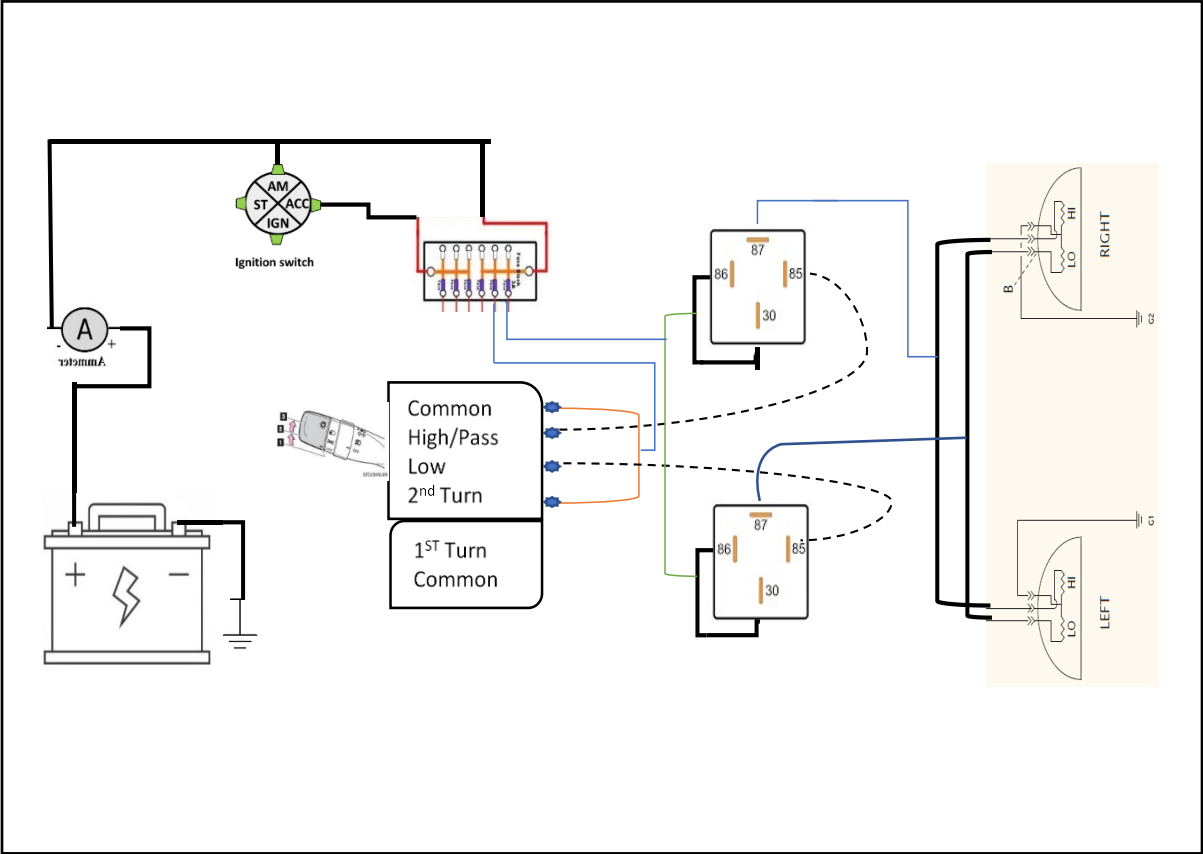 AM
ST
ACC
IGN
Ignition switch
A
- +
Ammeter
+ −
Common
High/Pass
Low
2nd Turn
1ST Turn
Common
87
86
85
30
87
86
85
30
HI
LO
RIGHT
B
G2
G1
HI
LO
LEFT